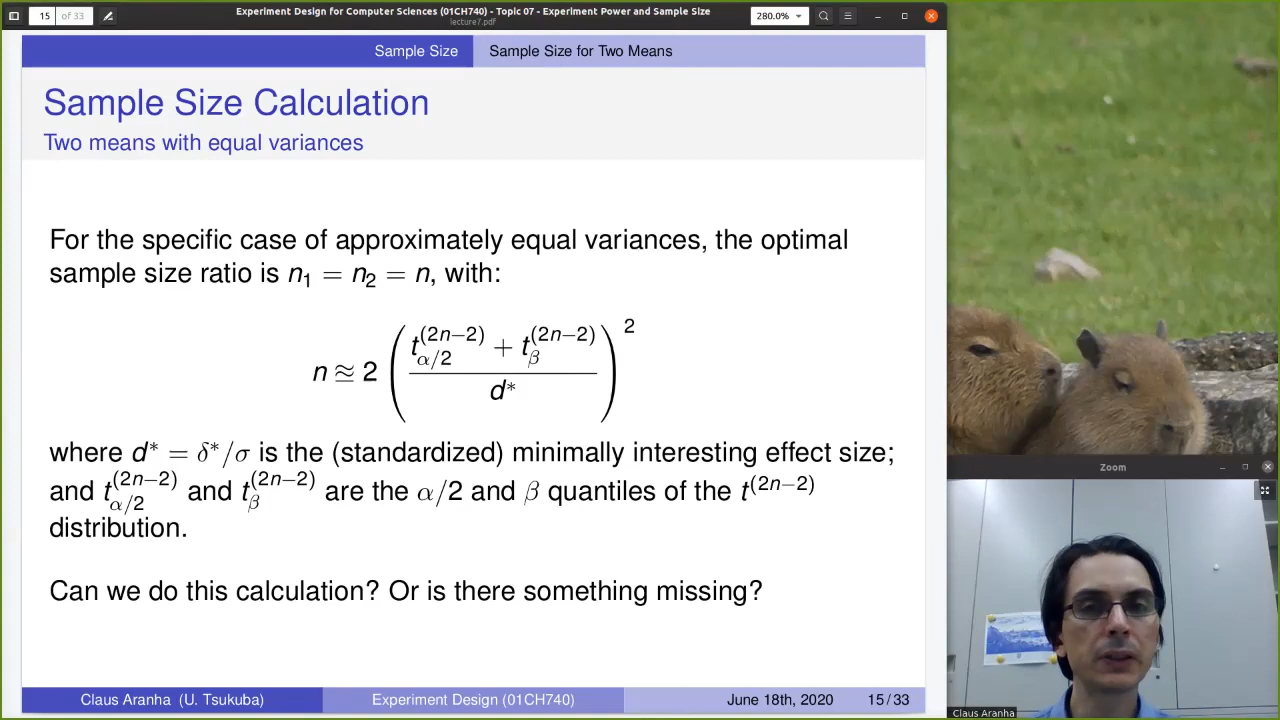 15 of 33
Experiment Design for Computer Sciences (01CH740) - Topic 07 - Experiment Power and Sample Size
lecture7.pdf
280.0%
Sample Size Sample Size for Two Means
Sample Size Calculation
Two means with equal variances
For the specific case of approximately equal variances, the optimal
sample size ratio is n₁ = n₂ = n, with:
n ≊ 2 ( (t_{α/2}^{(2n−2)} + t_β^{(2n−2)}) / d* )²
where d* = δ*/σ is the (standardized) minimally interesting effect size;
and t_{α/2}^{(2n−2)} and t_β^{(2n−2)} are the α/2 and β quantiles of the t^{(2n−2)}
distribution.
Can we do this calculation? Or is there something missing?
Claus Aranha (U. Tsukuba) Experiment Design (01CH740) June 18th, 2020 15/33
Zoom
Claus Aranha